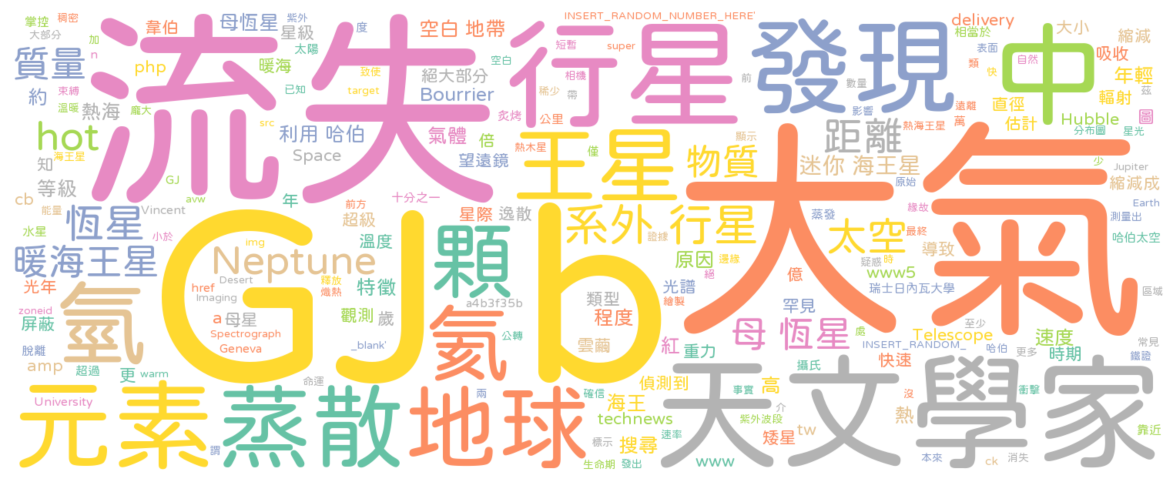 掌控 稠密 韋伯 母恆星 紫外 度 空白 地帶 INSERT_RANDOM_NUMBER_HERE' delivery 大小
大部分 加 星級 太陽 短暫 super 相當於 縮減
質量 n php 暖海 絕大部分 空白 相機 前 數量 表面 自然 吸收
流失 行星 發現 中
約 束縛 已知 致使 Bourrier 稀少 帶 類 快 年輕
溫暖 龐大 熱海 target 炙烤 公里 影響 遠離 直徑 輻射 茲
hot src 利用 哈伯 氣體 倍 熱木星 僅 顯示 距離 熱海王星 萬 估計 Hubble 圖
知 海王星 Space 望遠鏡 王星 物質 迷你 海王星 分布圖 星光 少 Jupiter
等級 GJ 能量 avw 年 前方 十分之一 原始 縮減成
cb Vincent 超級 星際 逸散 系外 行星 證據 蒸發 緣故 Earth
恆星 小於 溫度 太空 最終 測量出
水星 img 顆 原因 邊緣 疑惑 時 導致 哈伯太空
大氣
暖海王星 Neptune 釋放 特徵 光譜 絕 億 www5
光年 href Desert 熾熱 a4b3f35b 類型 繪製 罕見 瑞士日內瓦大學 區域
zoneid Imaging 觀測 歲 程度
GJ b
屏蔽 氫 a 母星 氦 公轉 母 恆星 處 Telescope 至少 速度 常見
脫離 Spectrograph _blank' 雲幕 紅 重力 INSERT_RANDOM_ 哈伯 更多 時期 鐵證
amp 超過 更 warm Geneva 命運 兩 偵測到 攝氏 快速 衝擊
University 確信 海王 事實 高 沒
元素 蒸散 地球 天文學家
technews 紫外波段 介 熱
謂 標示 搜尋 速率 矮星 tw 靠近
生命期 發出 www 本來 ck 消失